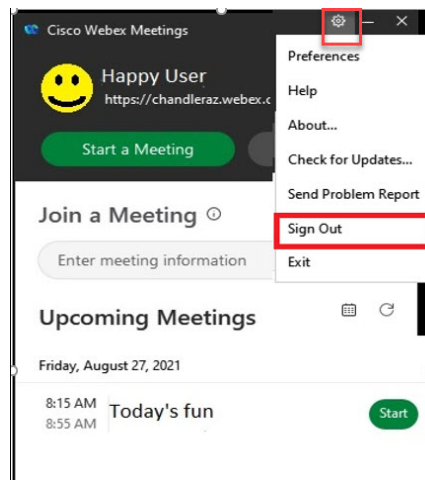 Cisco Webex Meetings
Happy User
https://chandleraz.webex.c
Start a Meeting
Preferences
Help
About...
Check for Updates...
Send Problem Report
Sign Out
Exit
Join a Meeting
Enter meeting information
Upcoming Meetings
Friday, August 27, 2021
8:15 AM
Today's fun
8:55 AM
Start